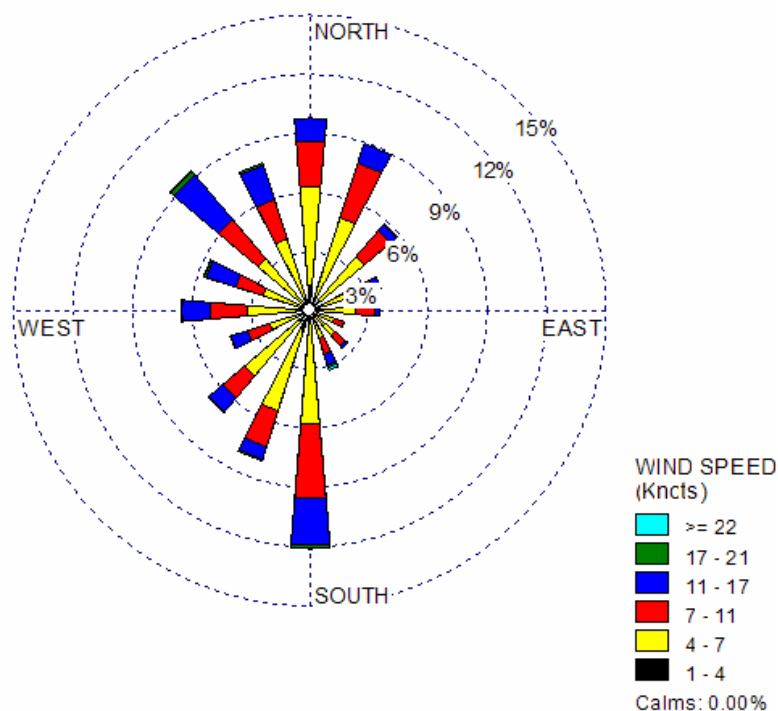 NORTH
15%
12%
9%
6%
3%
WEST
EAST
SOUTH
WIND SPEED
(Knots)
>= 22
17 - 21
11 - 17
7 - 11
4 - 7
1 - 4
Calms: 0.00%